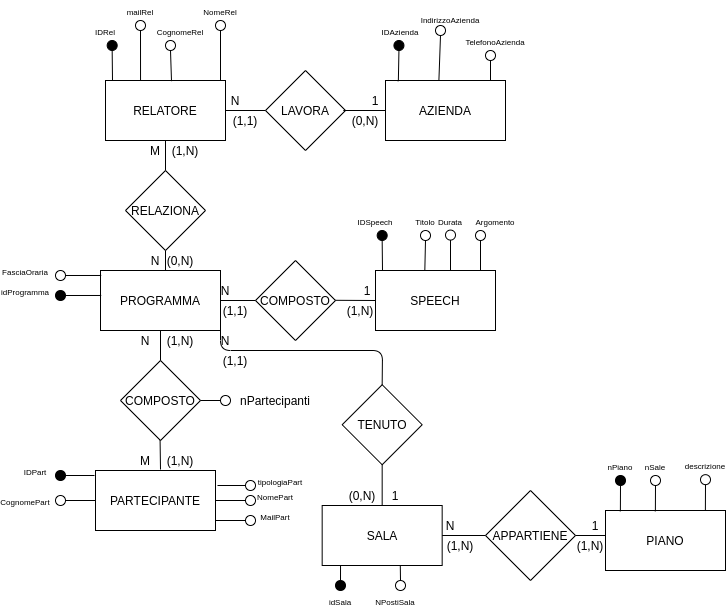 mailRel
NomeRel
IDRel
CognomeRel
IndirizzoAzienda
IDAzienda
TelefonoAzienda
RELATORE
N
(1,1)
LAVORA
1
(0,N)
AZIENDA
M (1,N)
RELAZIONA
N (0,N)
IDSpeech
Titolo
Durata
Argomento
FasciaOraria
idProgramma
PROGRAMMA
N
(1,1)
COMPOSTO
1
(1,N)
SPEECH
N (1,N)
N
(1,1)
COMPOSTO
nPartecipanti
TENUTO
M (1,N)
IDPart
CognomePart
PARTECIPANTE
tipologiaPart
NomePart
MailPart
(0,N) 1
SALA
N
(1,N)
APPARTIENE
1
(1,N)
nPiano
nSale
descrizione
PIANO
idSala
NPostiSala